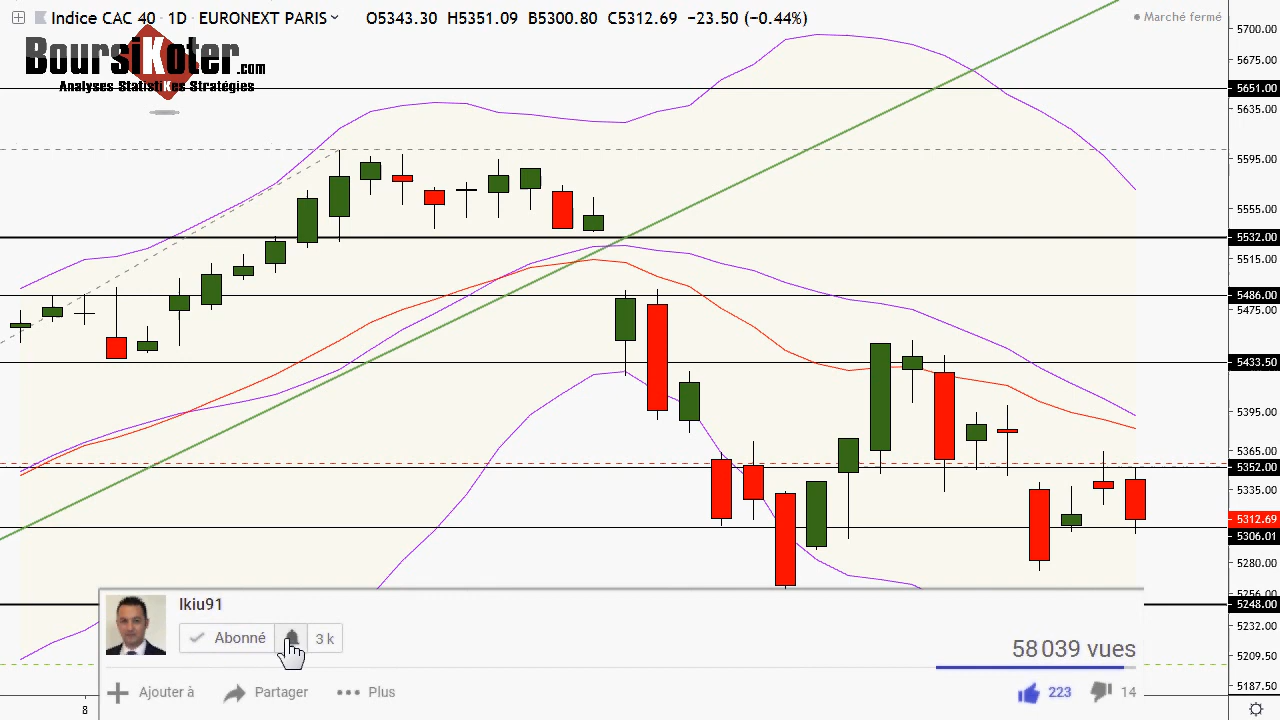 Indice CAC 40 · 1D · EURONEXT PARIS O5343.30 H5351.09 B5300.80 C5312.69 −23.50 (−0.44%)
Marché fermé
BoursiKoter.com
Analyses StatistiKes Stratégies
5700.00
5675.00
5651.00
5635.00
5595.00
5555.00
5532.00
5515.00
5486.00
5475.00
5433.50
5395.00
5365.00
5352.00
5335.00
5312.69
5306.01
5280.00
5248.00
5232.00
5209.50
5187.50
Ikiu91
Abonné 3 k
58 039 vues
Ajouter à Partager Plus 223 14
8